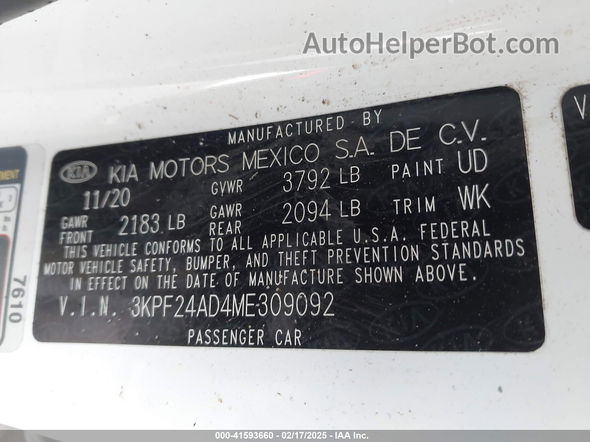 AutoHelperBot.com
MANUFACTURED BY
KIA KIA MOTORS MEXICO S.A. DE C.V.
11/20 GVWR 3792 LB PAINT UD
GAWR FRONT 2183 LB GAWR REAR 2094 LB TRIM WK
THIS VEHICLE CONFORMS TO ALL APPLICABLE U.S.A. FEDERAL
MOTOR VEHICLE SAFETY, BUMPER, AND THEFT PREVENTION STANDARDS
IN EFFECT ON THE DATE OF MANUFACTURE SHOWN ABOVE.
V.I.N. 3KPF24AD4ME309092
PASSENGER CAR
7610
000-41593660 - 02/17/2025 - IAA Inc.